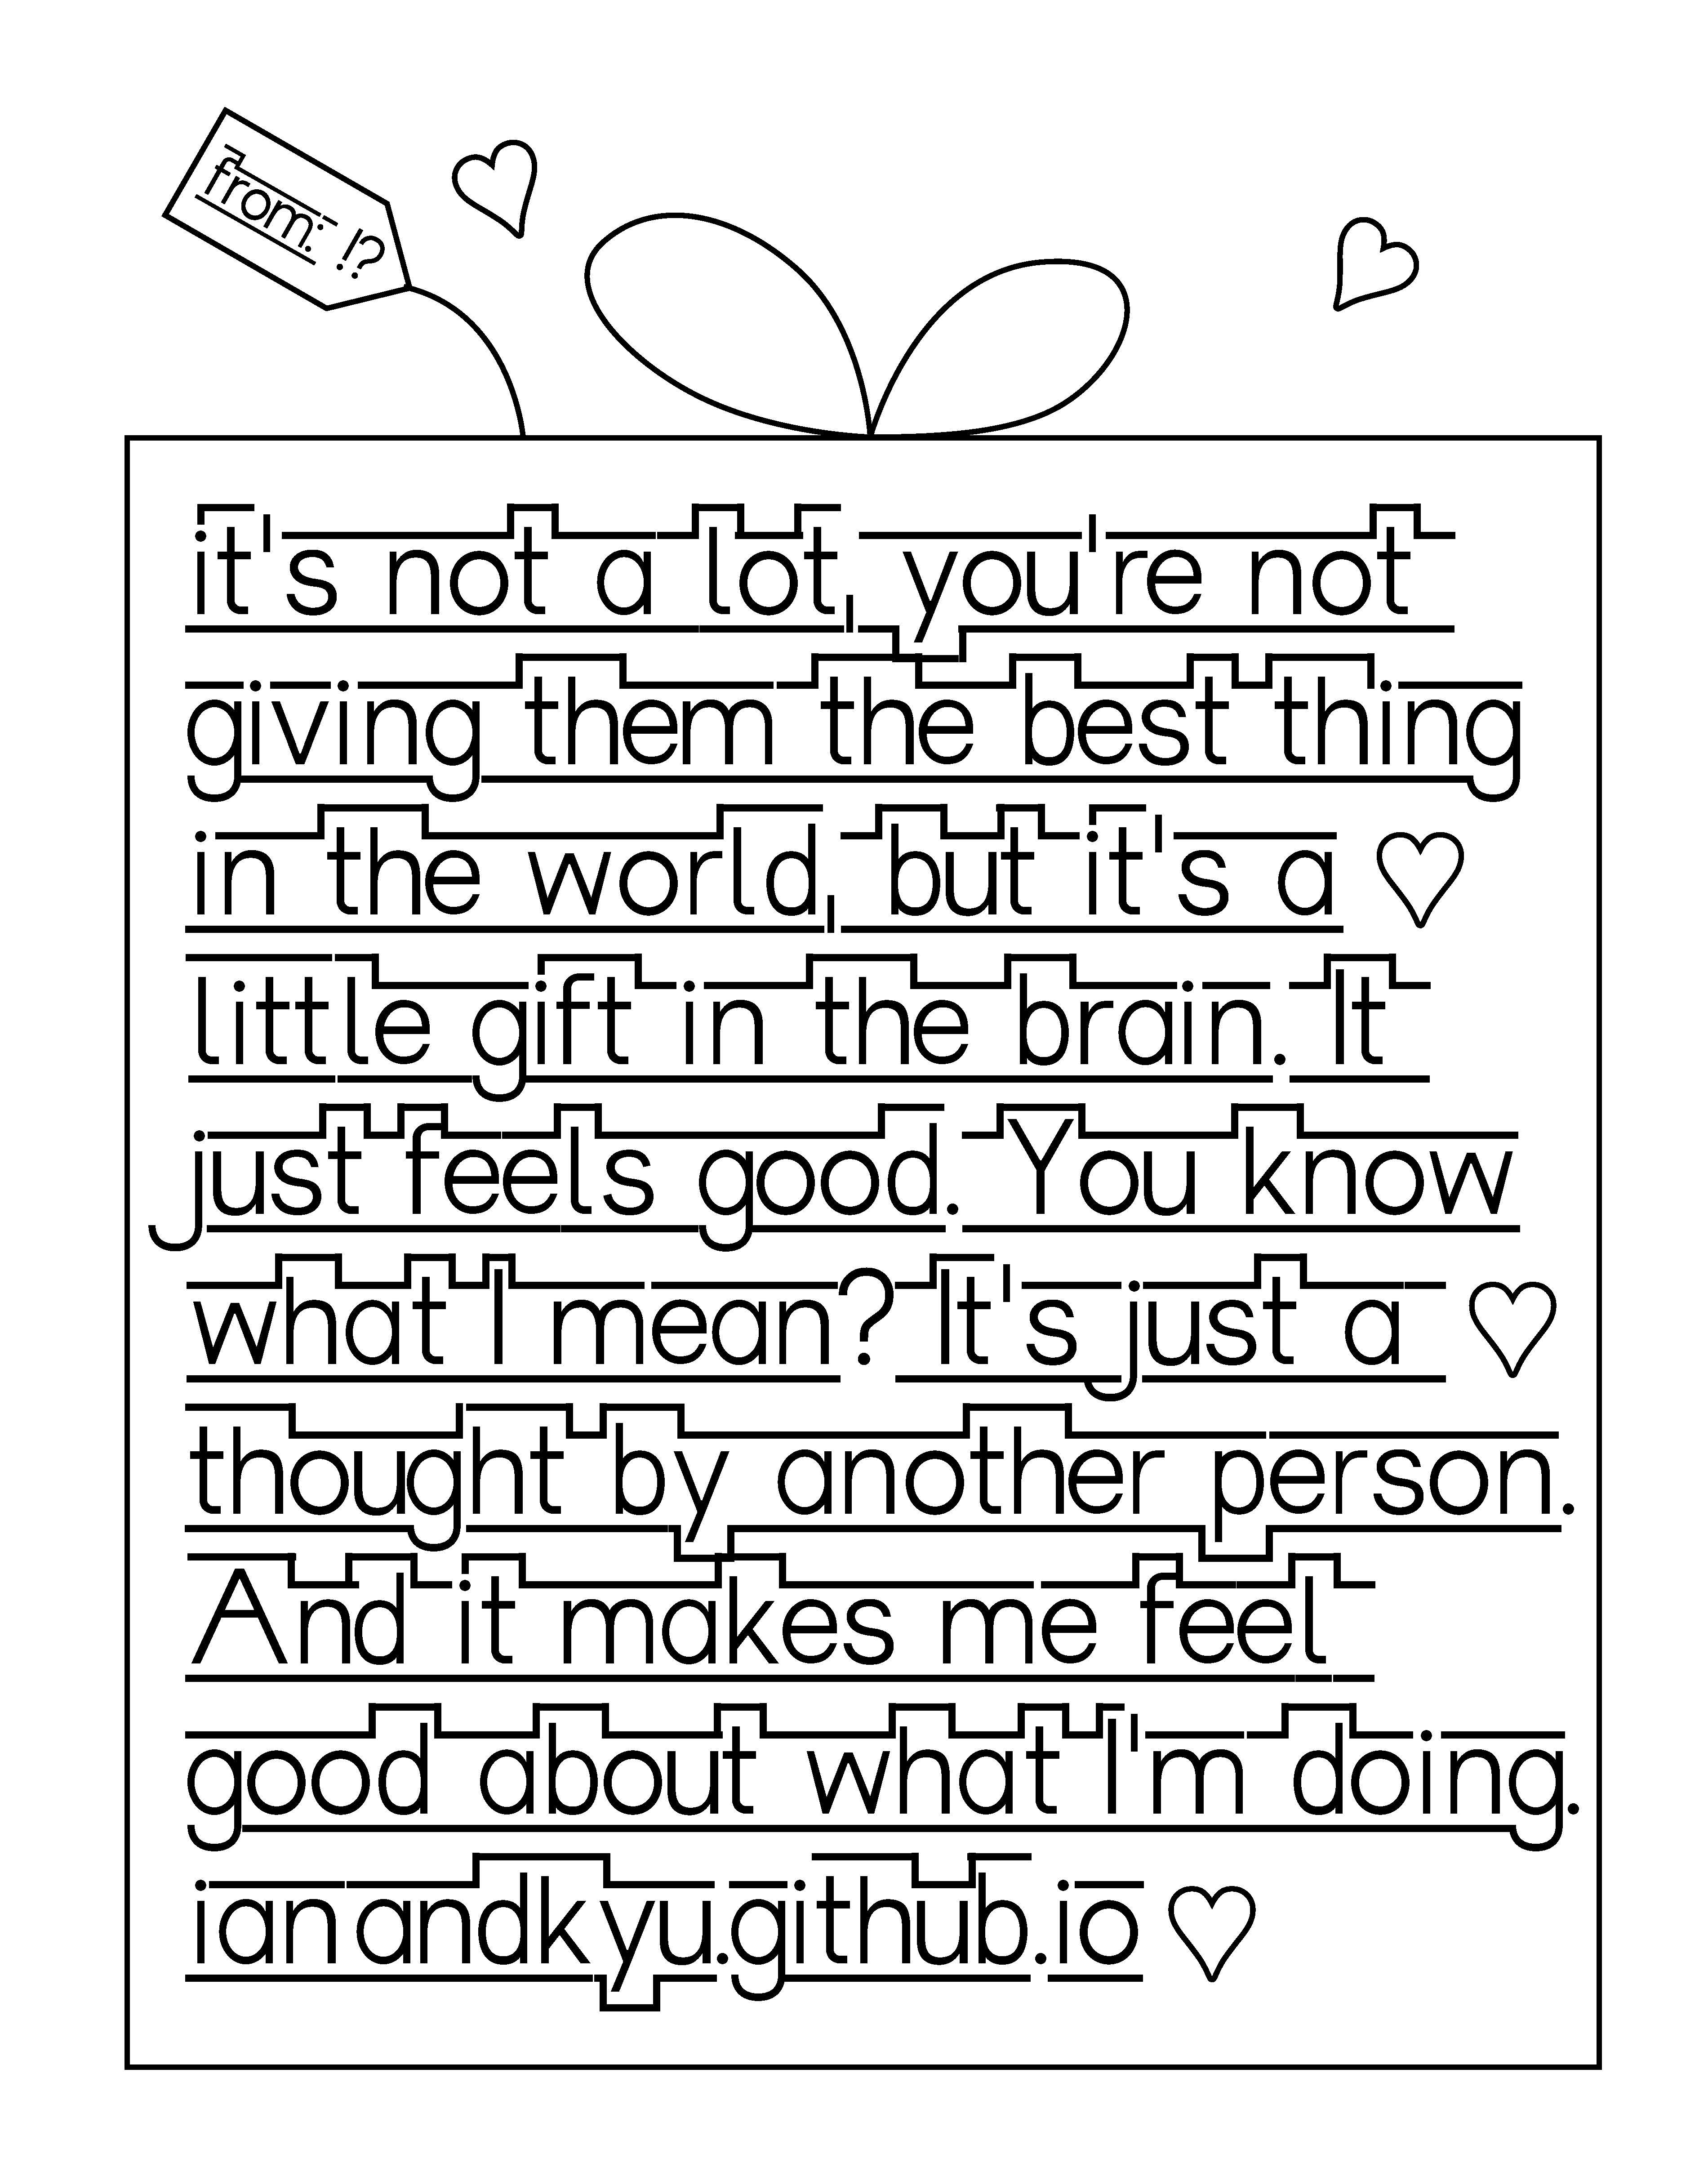 from: !?
it's not a lot, you're not
giving them the best thing
in the world, but it's a
little gift in the brain. It
just feels good. You know
what I mean? It's just a
thought by another person.
And it makes me feel
good about what I'm doing.
ianandkyu.github.io